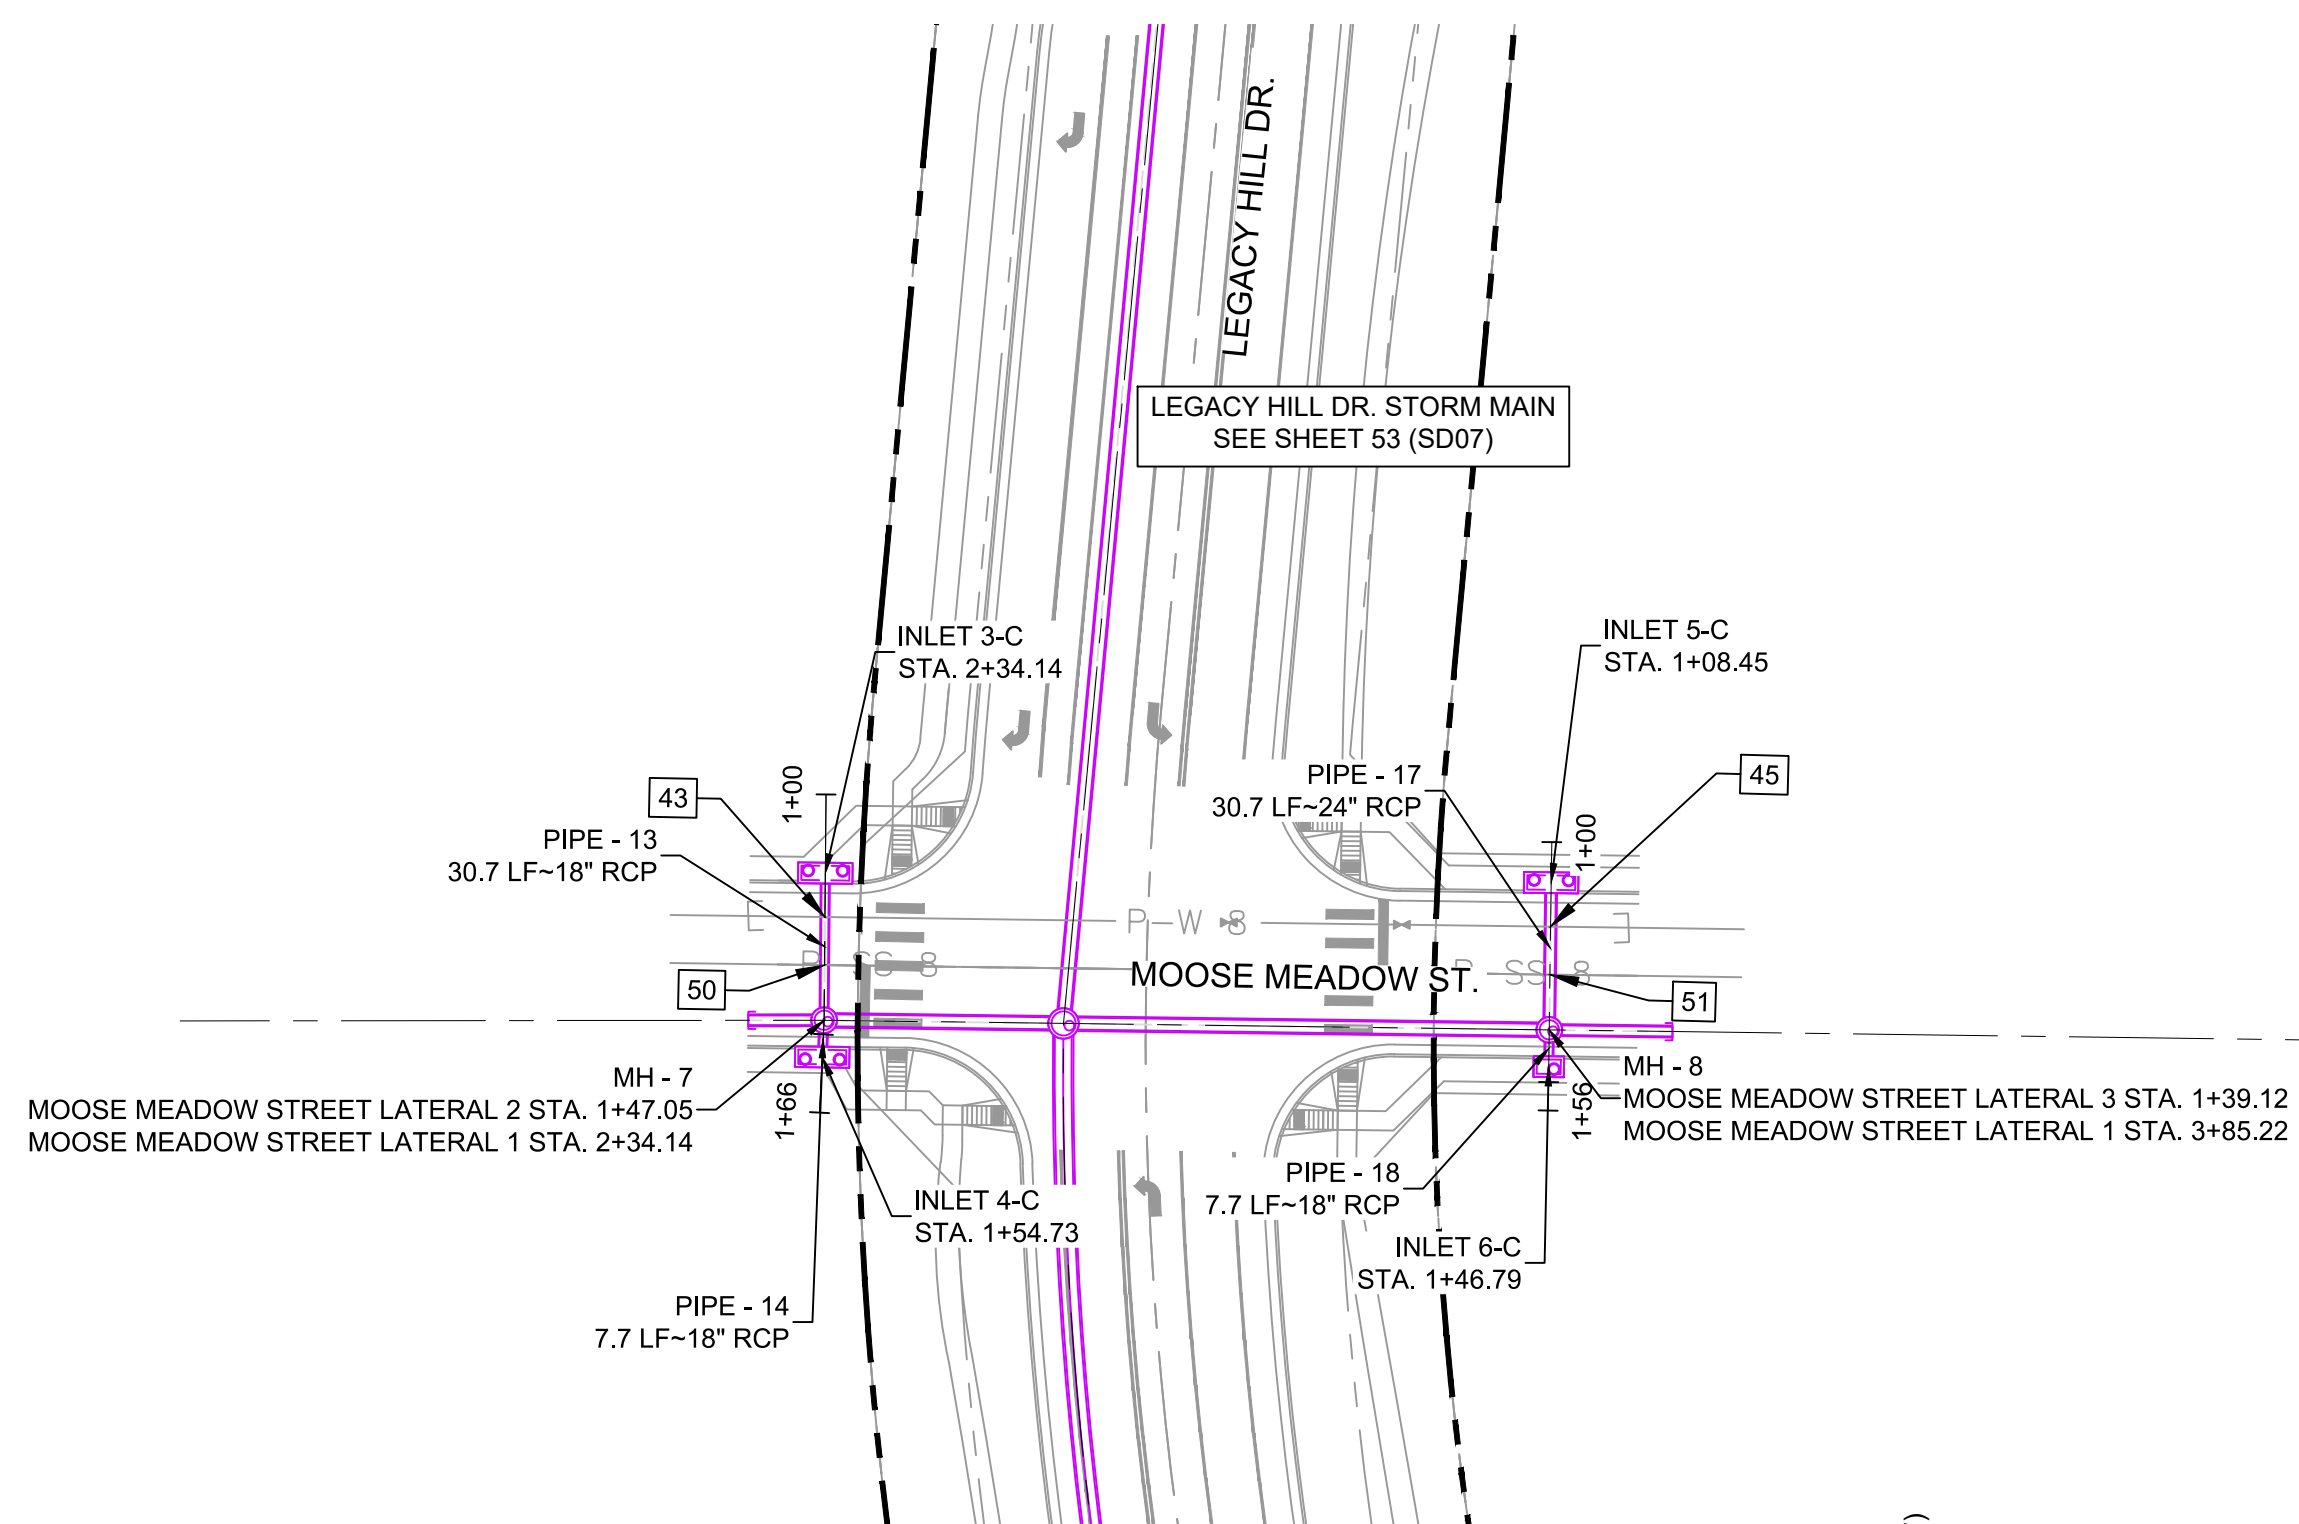 LEGACY HILL DR.
LEGACY HILL DR. STORM MAIN
SEE SHEET 53 (SD07)
INLET 3-C
STA. 2+34.14
INLET 5-C
STA. 1+08.45
43
1+00
PIPE - 13
30.7 LF~18" RCP
PIPE - 17
30.7 LF~24" RCP
45
1+00
P W 8
P SS 8
MOOSE MEADOW ST.
P SS 8
50
51
MH - 7
MOOSE MEADOW STREET LATERAL 2 STA. 1+47.05
MOOSE MEADOW STREET LATERAL 1 STA. 2+34.14
1+66
MH - 8
MOOSE MEADOW STREET LATERAL 3 STA. 1+39.12
MOOSE MEADOW STREET LATERAL 1 STA. 3+85.22
1+56
INLET 4-C
STA. 1+54.73
PIPE - 18
7.7 LF~18" RCP
INLET 6-C
STA. 1+46.79
PIPE - 14
7.7 LF~18" RCP
)